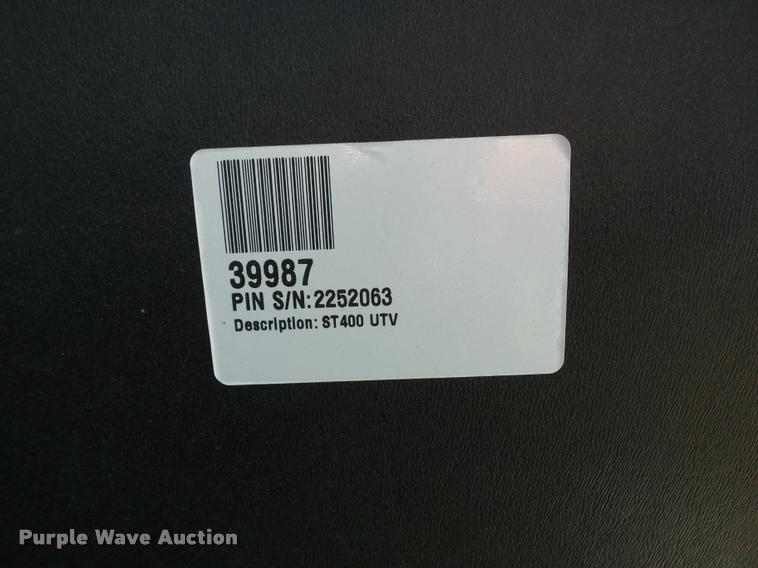 39987
PIN S/N:2252063
Description: ST400 UTV
Purple Wave Auction